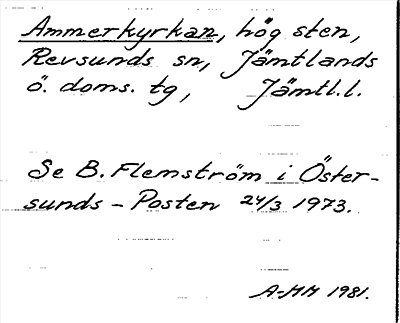 Ammerkyrkan, hög sten,
Revsunds sn, Jämtlands
ö. doms. tg, Jämtl.l.
Se B. Flemström i Öster-
sunds - Posten 24/3 1973.
A-MM 1981.